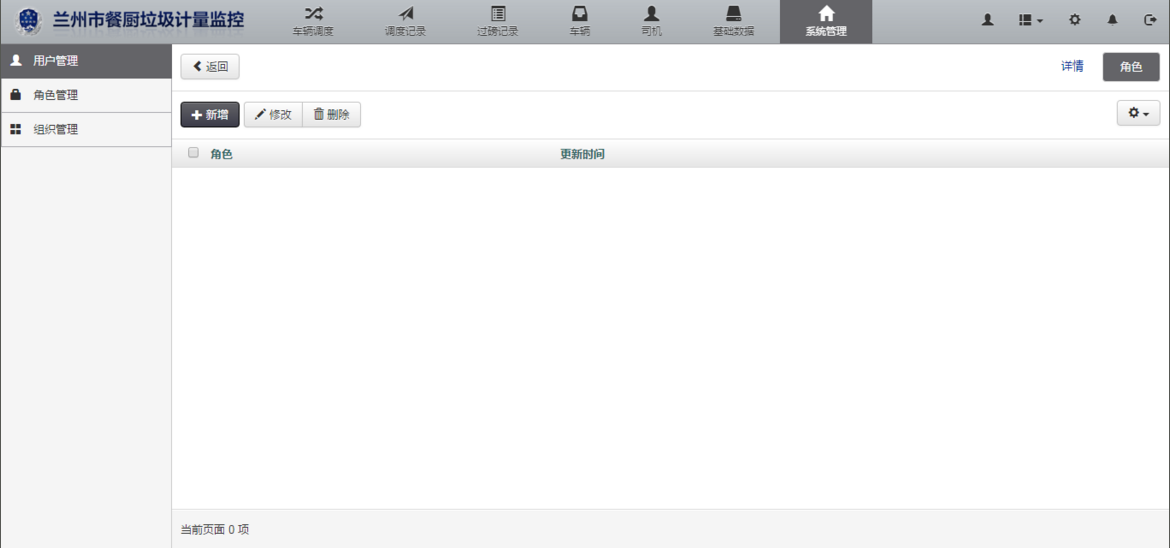 兰州市餐厨垃圾计量监控
车辆调度 调度记录 过磅记录 车辆 司机 基础数据 系统管理
用户管理
角色管理
组织管理
返回 详情 角色
新增 修改 删除
角色 更新时间
当前页面 0 项